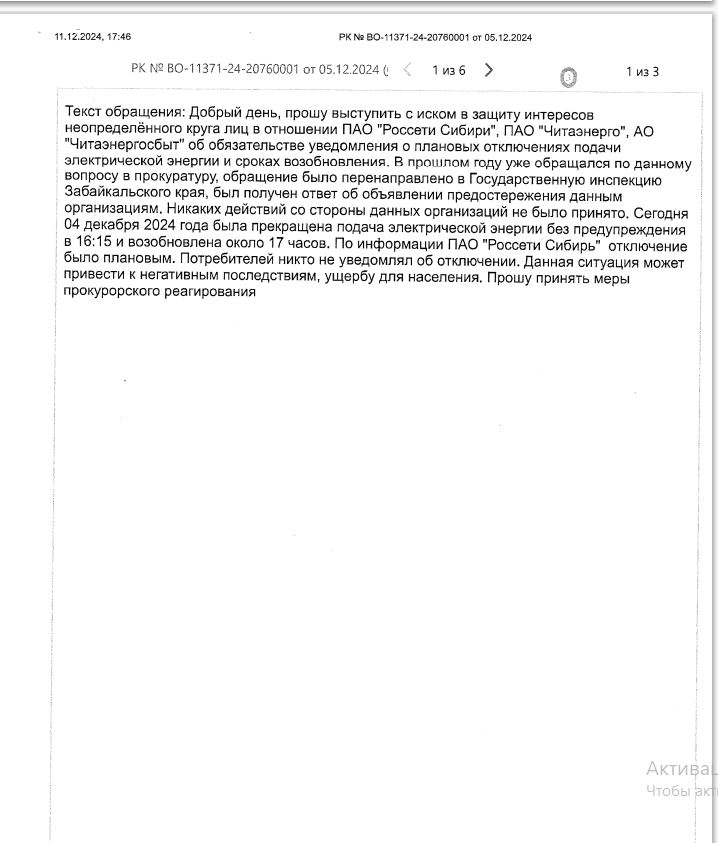 11.12.2024, 17:46
РК № ВО-11371-24-20760001 от 05.12.2024
РК № ВО-11371-24-20760001 от 05.12.2024 (
1 из 6
1 из 3
Текст обращения: Добрый день, прошу выступить с иском в защиту интересов
неопределённого круга лиц в отношении ПАО "Россети Сибири", ПАО "Читаэнерго", АО
"Читаэнергосбыт" об обязательстве уведомления о плановых отключениях подачи
электрической энергии и сроках возобновления. В прошлом году уже обращался по данному
вопросу в прокуратуру, обращение было перенаправлено в Государственную инспекцию
Забайкальского края, был получен ответ об объявлении предостережения данным
организациям. Никаких действий со стороны данных организаций не было принято. Сегодня
04 декабря 2024 года была прекращена подача электрической энергии без предупреждения
в 16:15 и возобновлена около 17 часов. По информации ПАО "Россети Сибирь" отключение
было плановым. Потребителей никто не уведомлял об отключении. Данная ситуация может
привести к негативным последствиям, ущербу для населения. Прошу принять меры
прокурорского реагирования
Актива
Чтобы акт